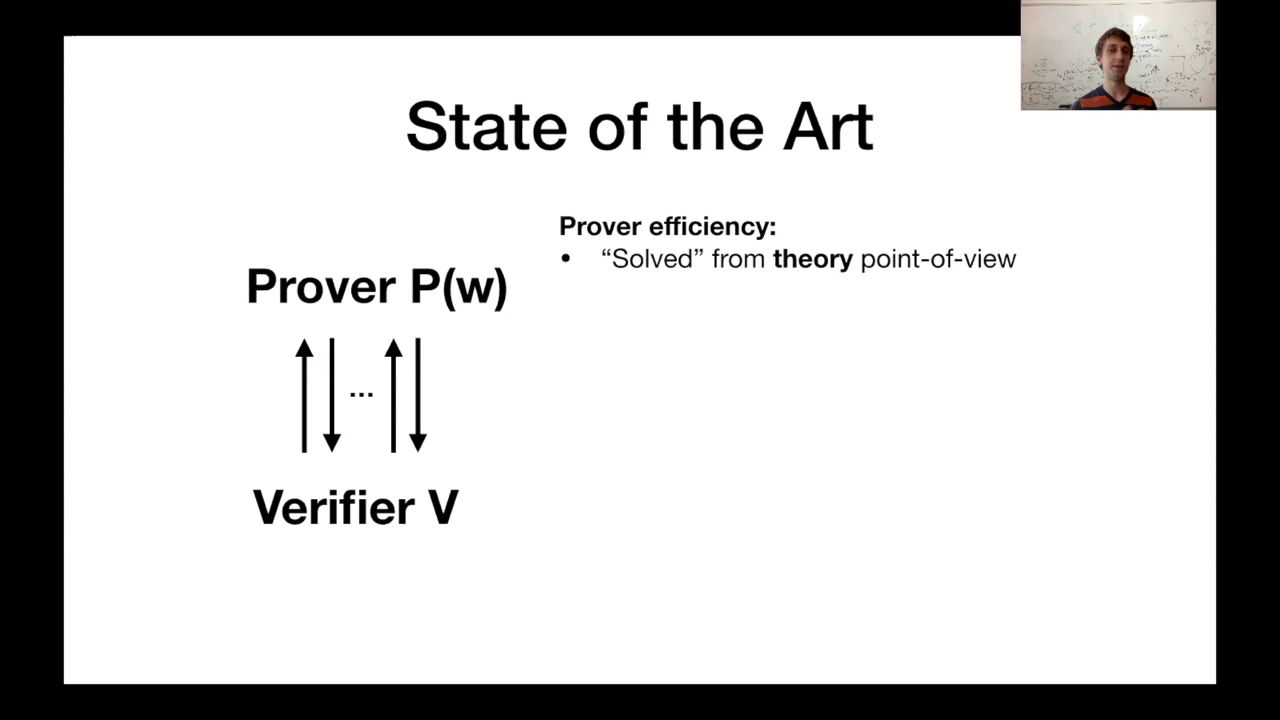 State of the Art
Prover efficiency:
• “Solved” from theory point-of-view
Prover P(w)
...
Verifier V